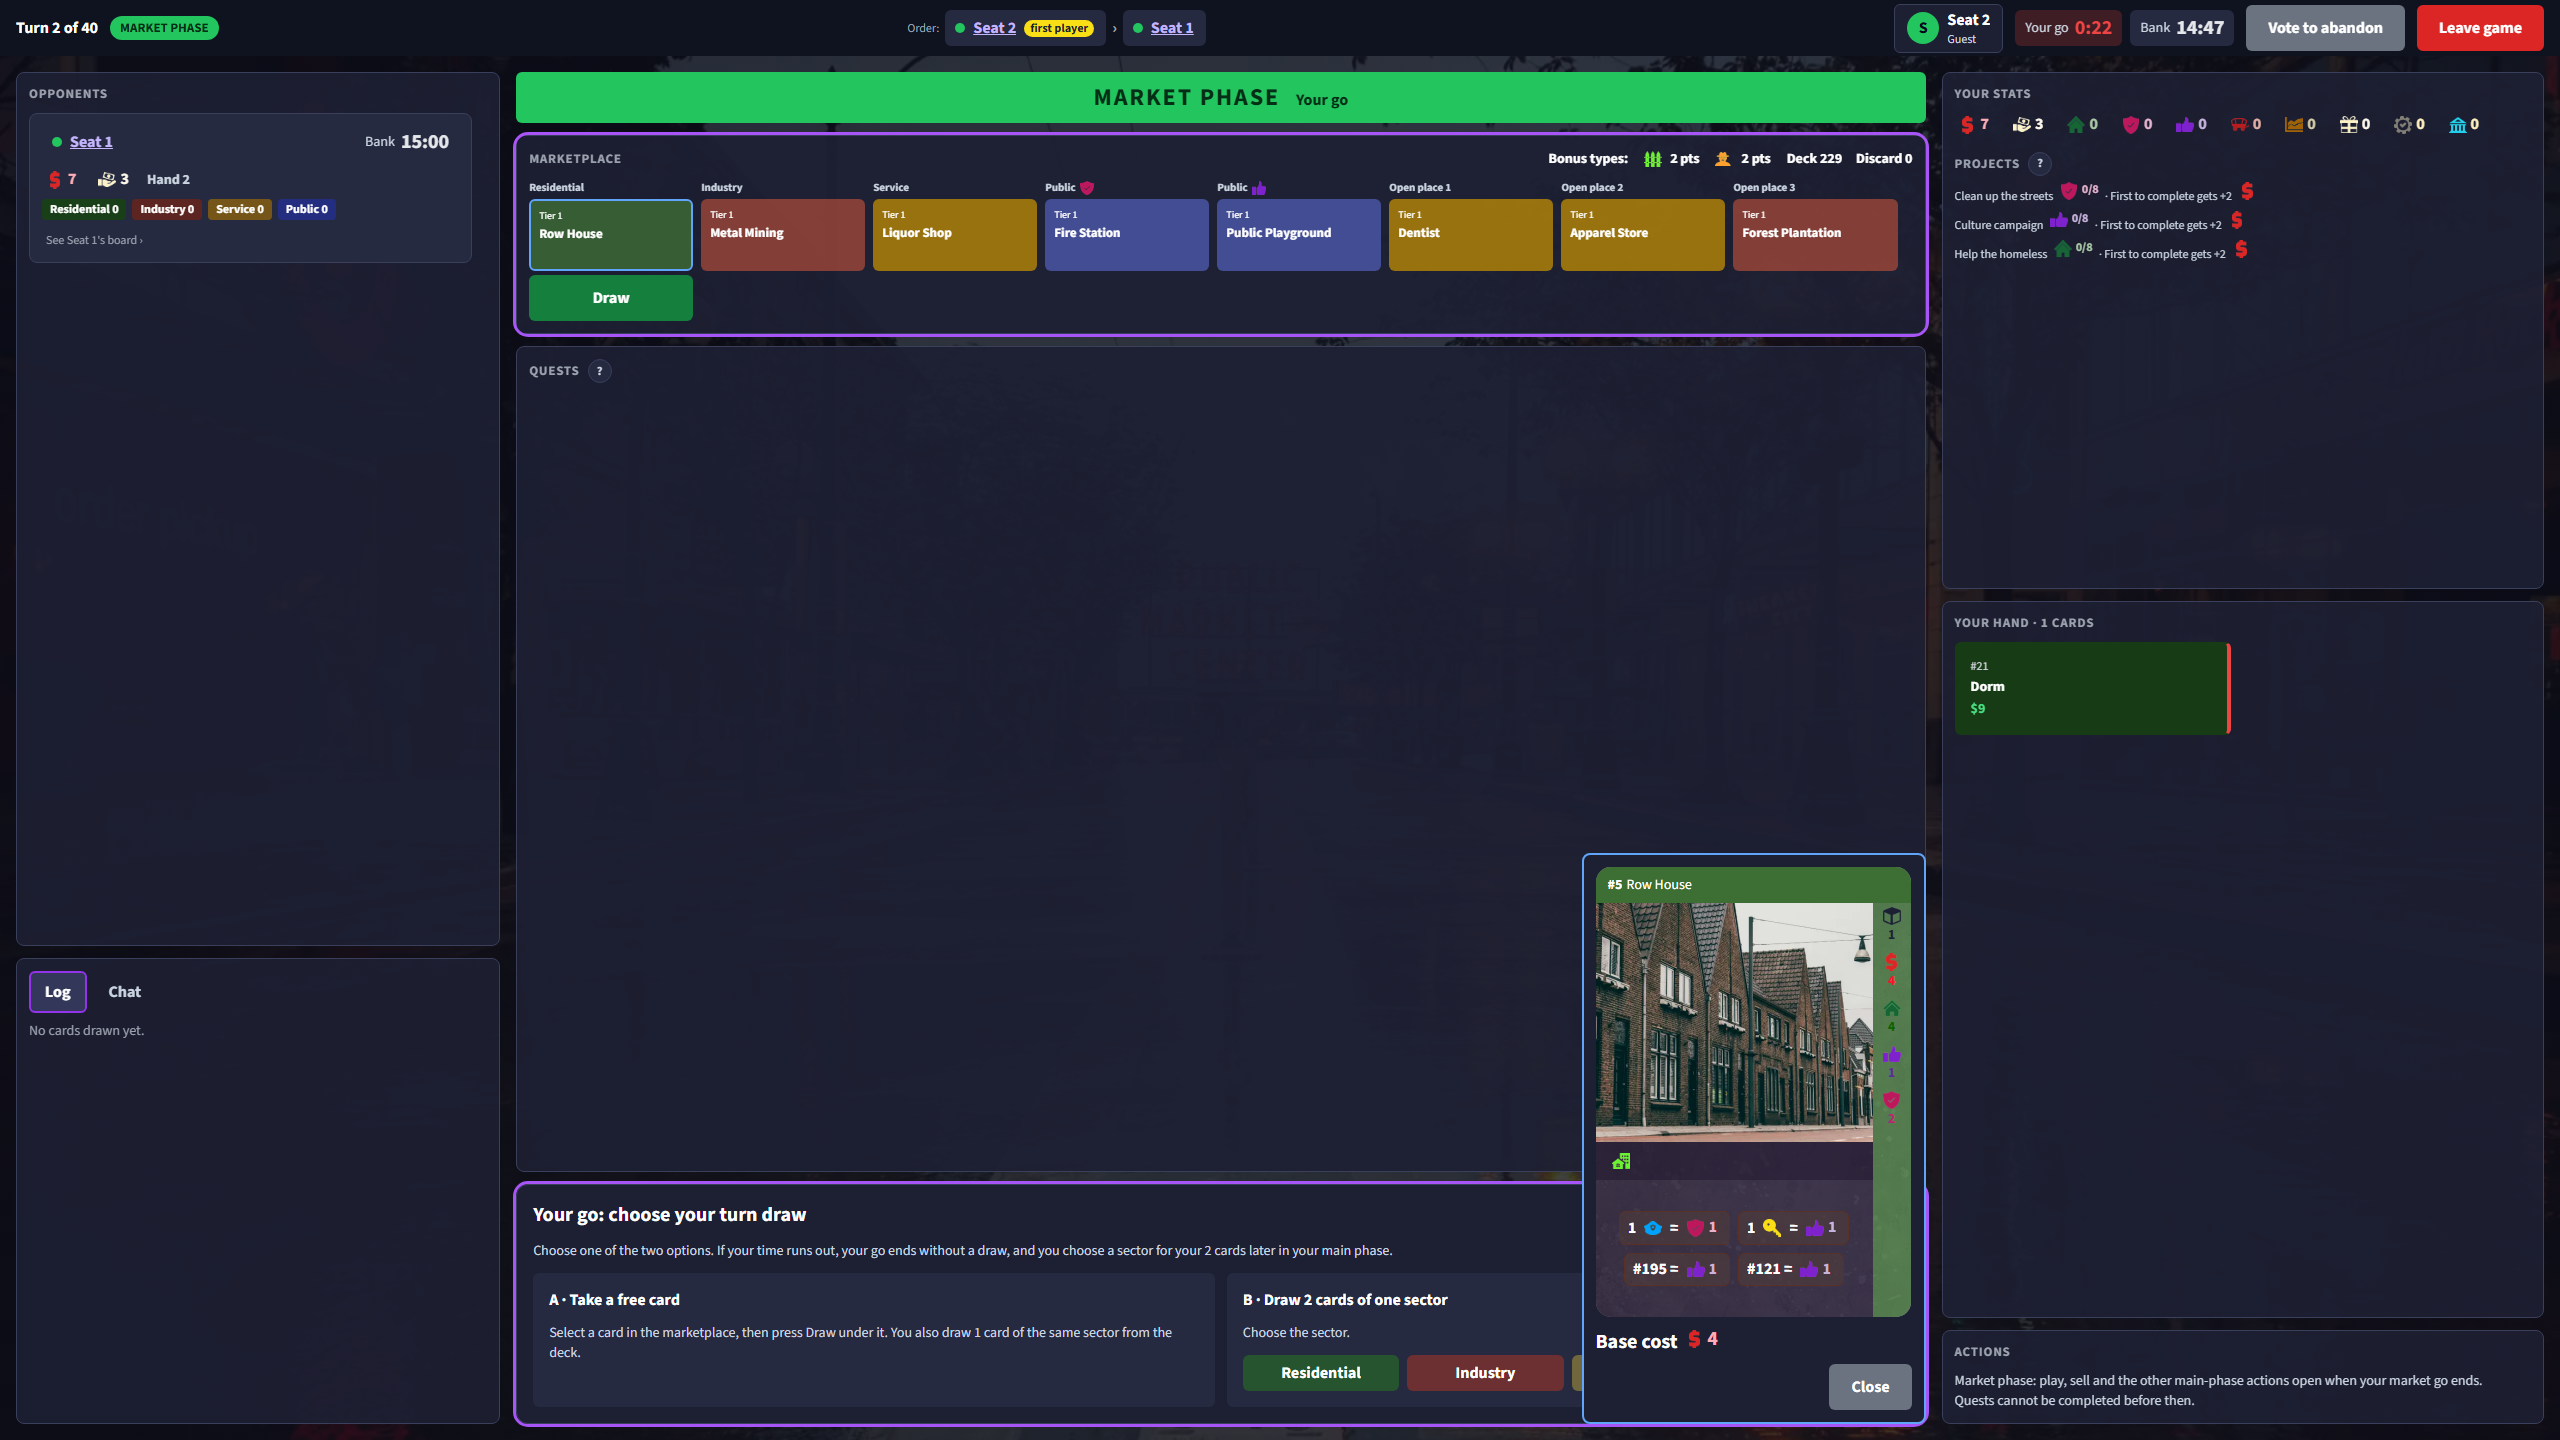 Turn 2 of 40 MARKET PHASE
Order: Seat 2 first player › Seat 1
S Seat 2 Guest
Your go 0:22
Bank 14:47
Vote to abandon
Leave game
OPPONENTS
Seat 1 Bank 15:00
7 3 Hand 2
Residential 0 Industry 0 Service 0 Public 0
See Seat 1's board ›
Log Chat
No cards drawn yet.
MARKET PHASE Your go
MARKETPLACE
Bonus types: 2 pts 2 pts Deck 229 Discard 0
Residential Industry Service Public Public Open place 1 Open place 2 Open place 3
Tier 1 Tier 1 Tier 1 Tier 1 Tier 1 Tier 1 Tier 1 Tier 1
Row House Metal Mining Liquor Shop Fire Station Public Playground Dentist Apparel Store Forest Plantation
Draw
QUESTS ?
Your go: choose your turn draw
Choose one of the two options. If your time runs out, your go ends without a draw, and you choose a sector for your 2 cards later in your main phase.
A · Take a free card
Select a card in the marketplace, then press Draw under it. You also draw 1 card of the same sector from the
deck.
B · Draw 2 cards of one sector
Choose the sector.
Residential Industry
#5 Row House
1
4
4
1
2
1 = 1 1 = 1
#195 = 1 #121 = 1
Base cost $ 4
Close
YOUR STATS
7 3 0 0 0 0 0 0 0 0
PROJECTS ?
Clean up the streets 0/8 · First to complete gets +2
Culture campaign 0/8 · First to complete gets +2
Help the homeless 0/8 · First to complete gets +2
YOUR HAND · 1 CARDS
#21
Dorm
$9
ACTIONS
Market phase: play, sell and the other main-phase actions open when your market go ends.
Quests cannot be completed before then.